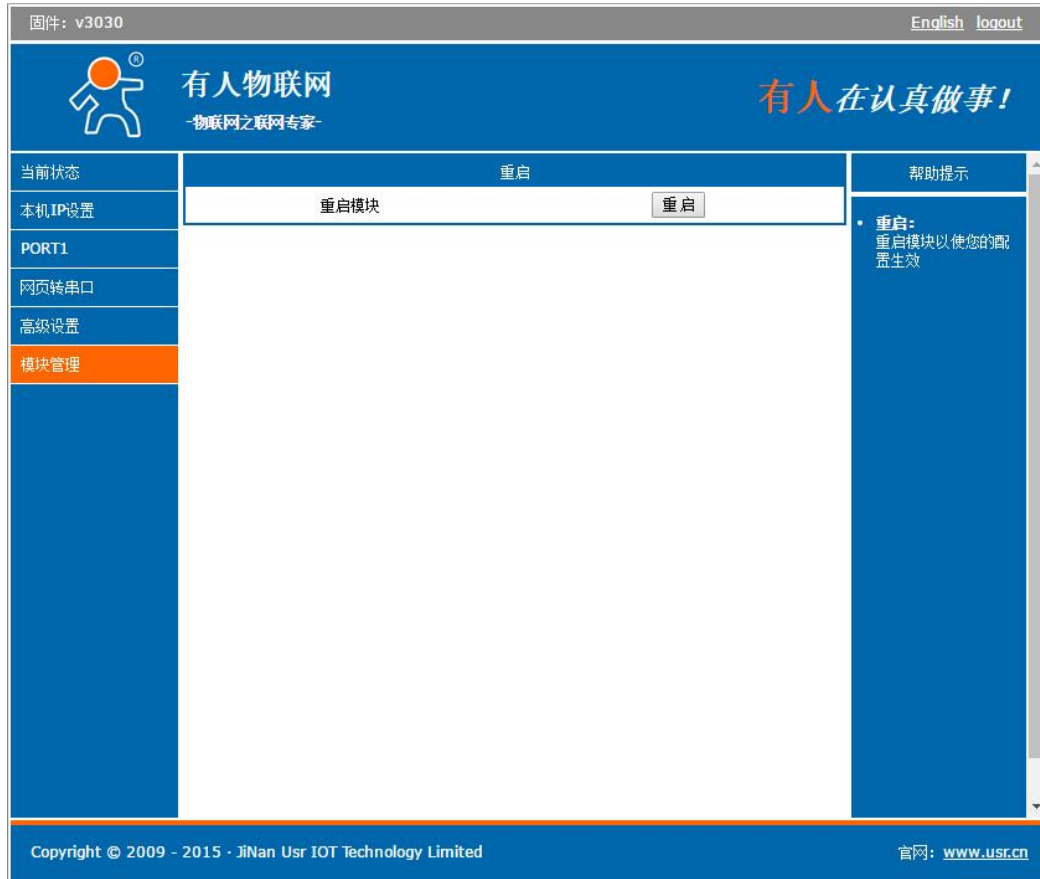 固件: v3030
English logout
®
有人物联网
-物联网之联网专家-
有人在认真做事!
当前状态
本机IP设置
PORT1
网页转串口
高级设置
模块管理
重启
重启模块
重启
帮助提示
• 重启:
重启模块以使您的配
置生效
Copyright © 2009 - 2015 · JiNan Usr IOT Technology Limited
官网: www.usr.cn